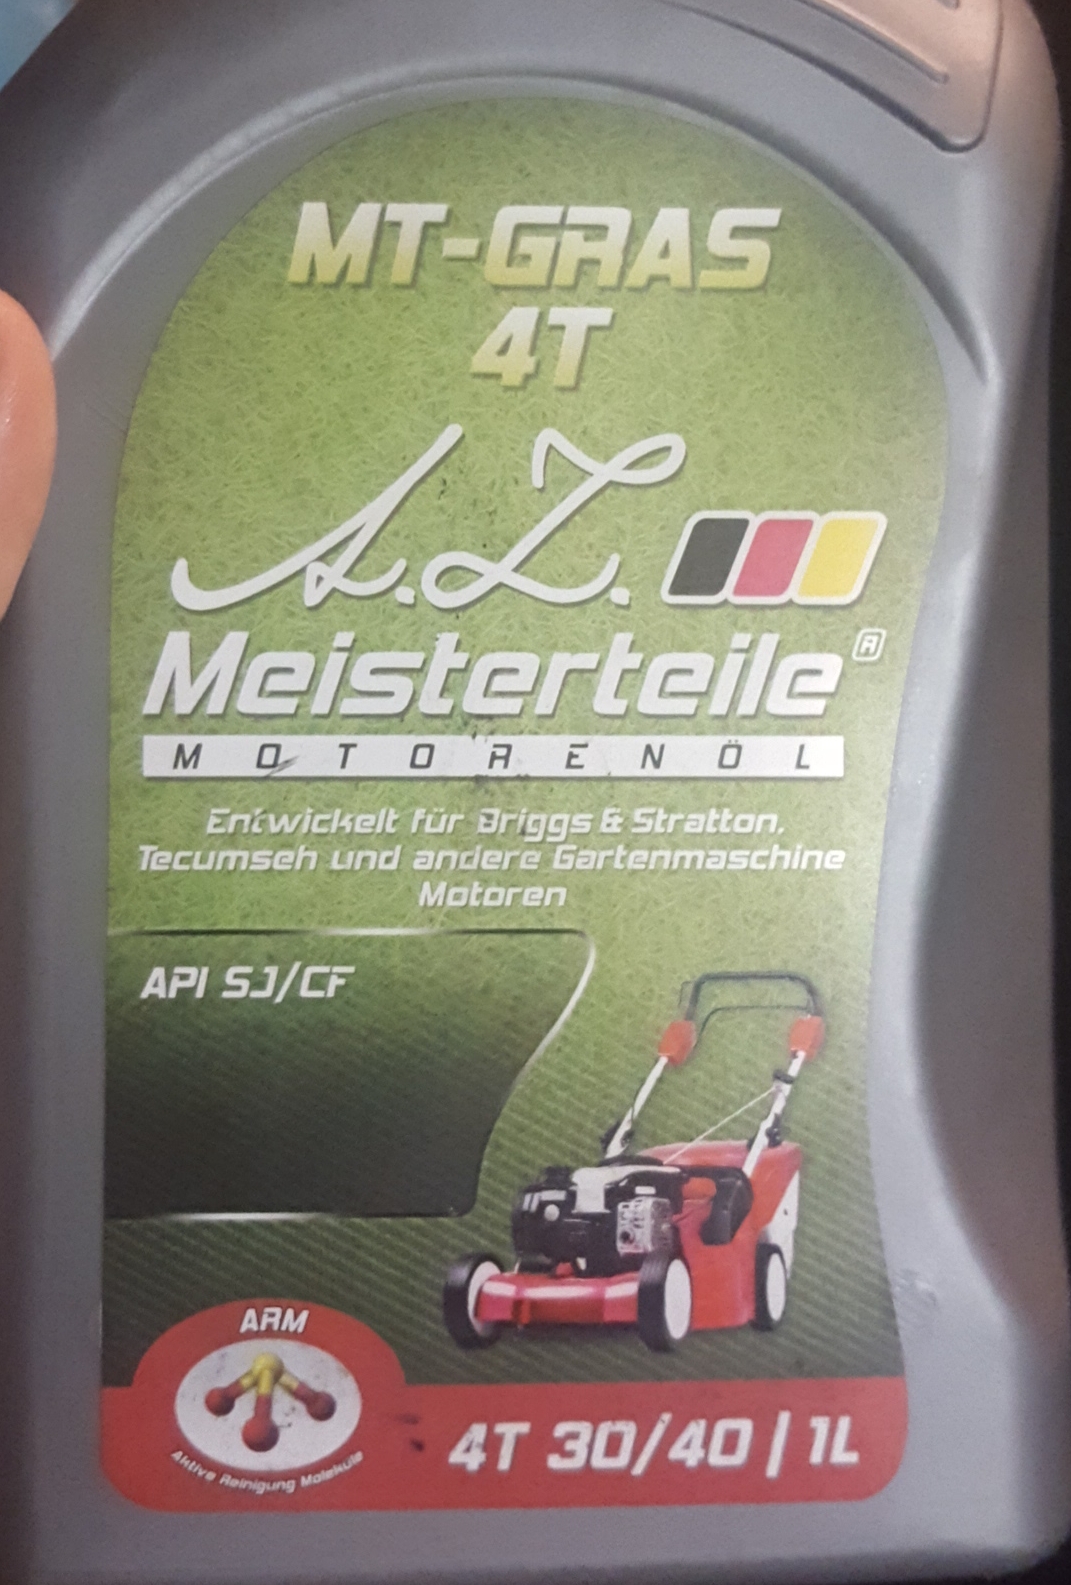 MT-GRAS
4T
A.Z.
Meisterteile®
MOTORENÖL
Entwickelt für Briggs & Stratton,
Tecumseh und andere Gartenmaschine
Motoren
API SJ/CF
ARM
Aktive Reinigung Moleküle
4T 30/40 | 1L